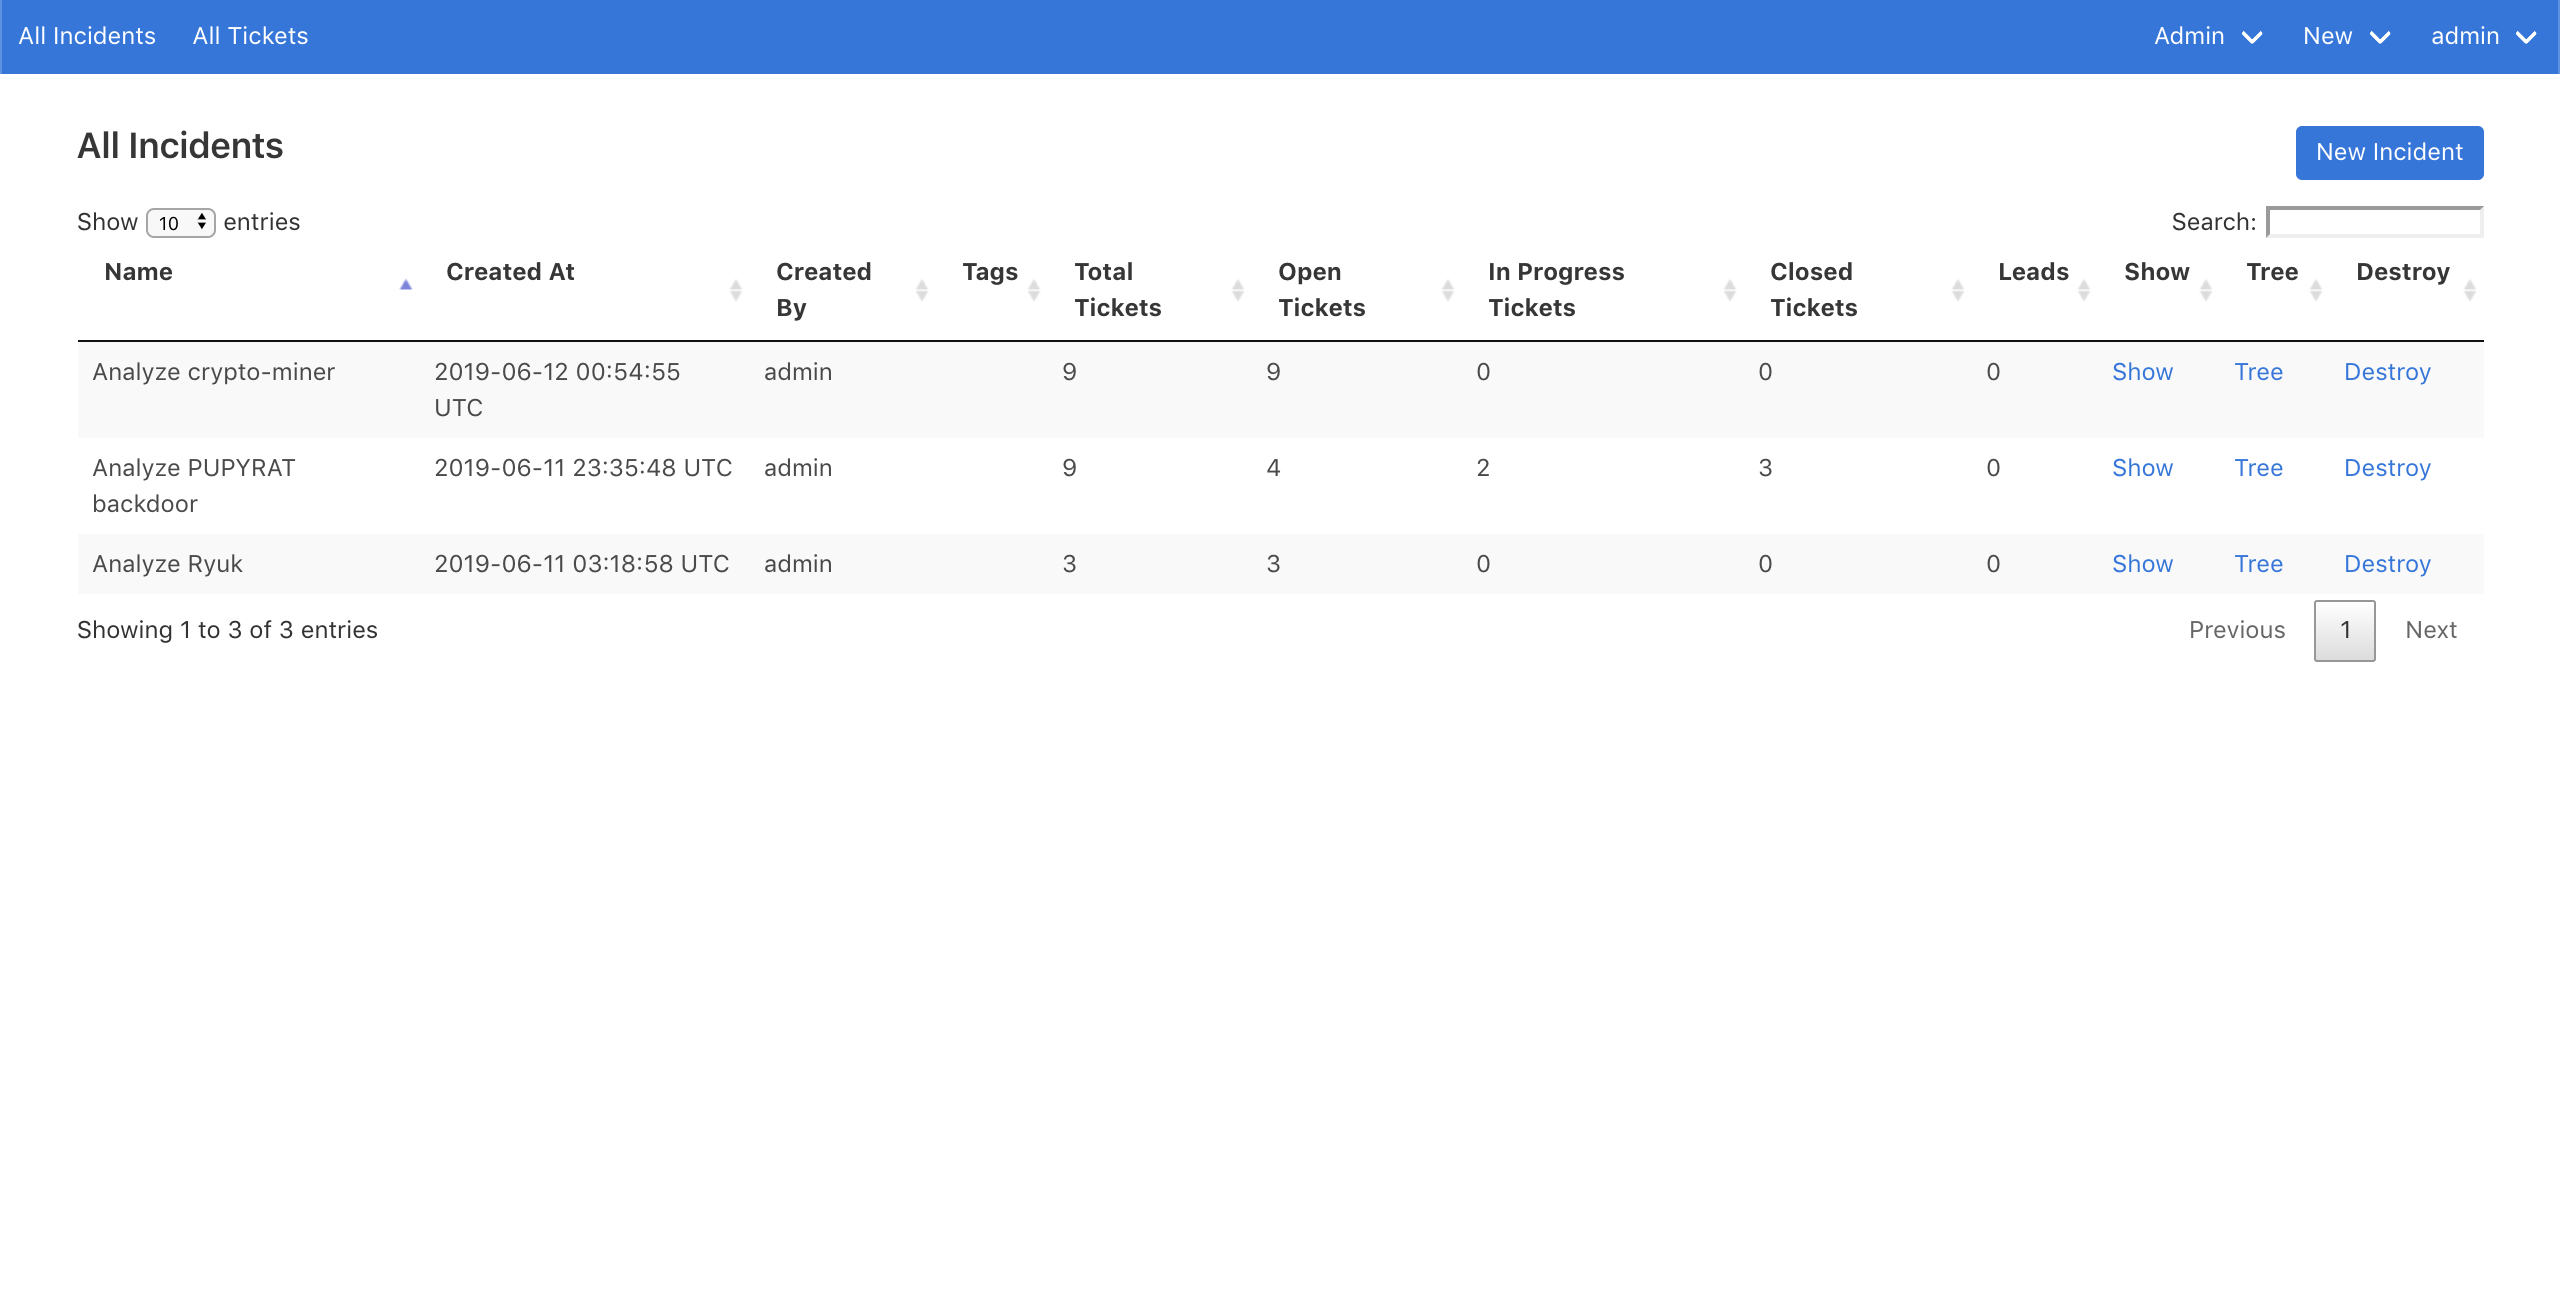 All Incidents All Tickets Admin New admin
All Incidents New Incident
Show 10 entries Search:
Name Created At Created By Tags Total Tickets Open Tickets In Progress Tickets Closed Tickets Leads Show Tree Destroy
Analyze crypto-miner 2019-06-12 00:54:55 UTC admin 9 9 0 0 0 Show Tree Destroy
Analyze PUPYRAT backdoor 2019-06-11 23:35:48 UTC admin 9 4 2 3 0 Show Tree Destroy
Analyze Ryuk 2019-06-11 03:18:58 UTC admin 3 3 0 0 0 Show Tree Destroy
Showing 1 to 3 of 3 entries Previous 1 Next